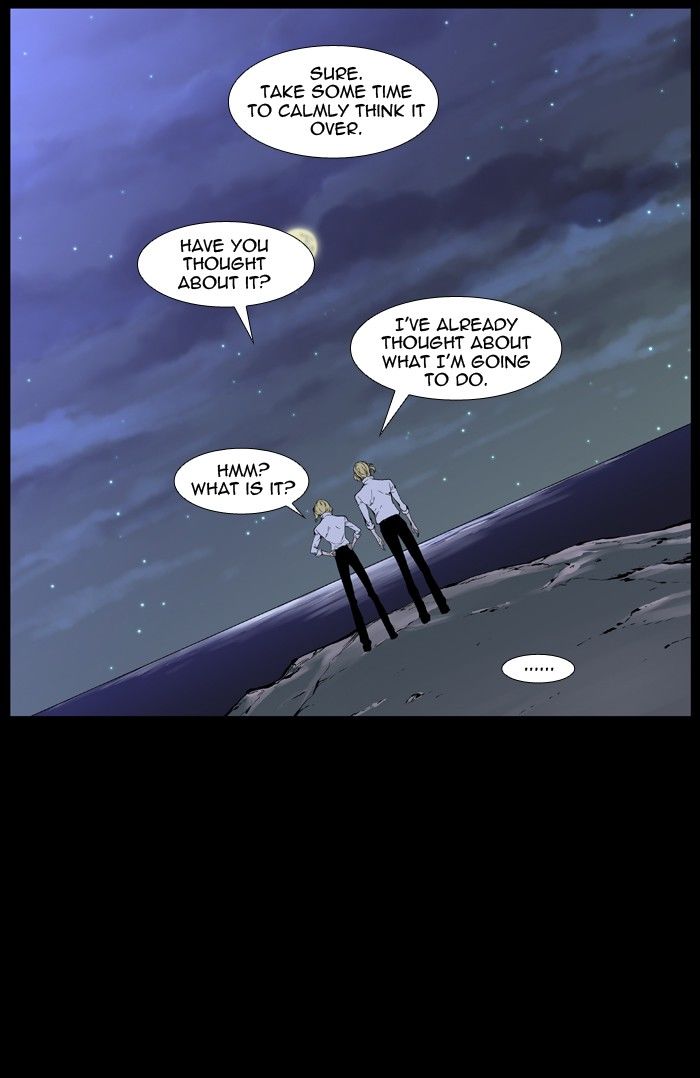 SURE.
TAKE SOME TIME
TO CALMLY THINK IT
OVER.
HAVE YOU
THOUGHT
ABOUT IT?
I'VE ALREADY
THOUGHT ABOUT
WHAT I'M GOING
TO DO.
HMM?
WHAT IS IT?
......